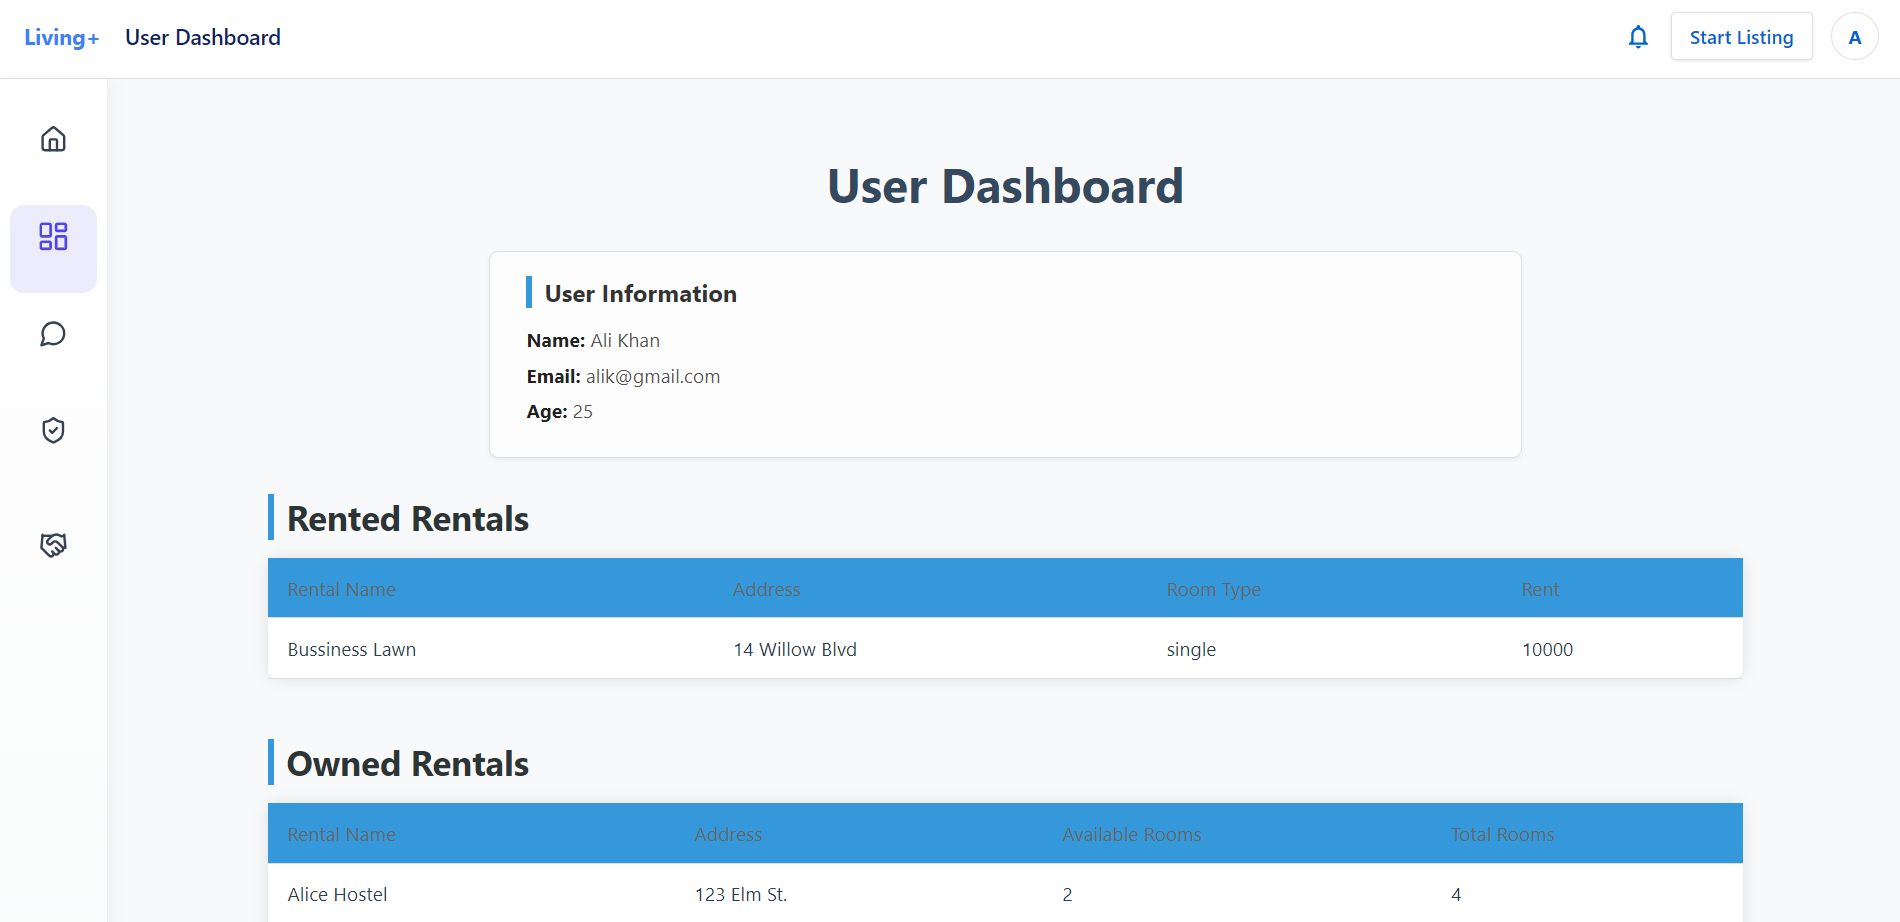 Living+ User Dashboard Start Listing A
User Dashboard
User Information
Name: Ali Khan
Email: alik@gmail.com
Age: 25
Rented Rentals
Rental Name Address Room Type Rent
Bussiness Lawn 14 Willow Blvd single 10000
Owned Rentals
Rental Name Address Available Rooms Total Rooms
Alice Hostel 123 Elm St. 2 4